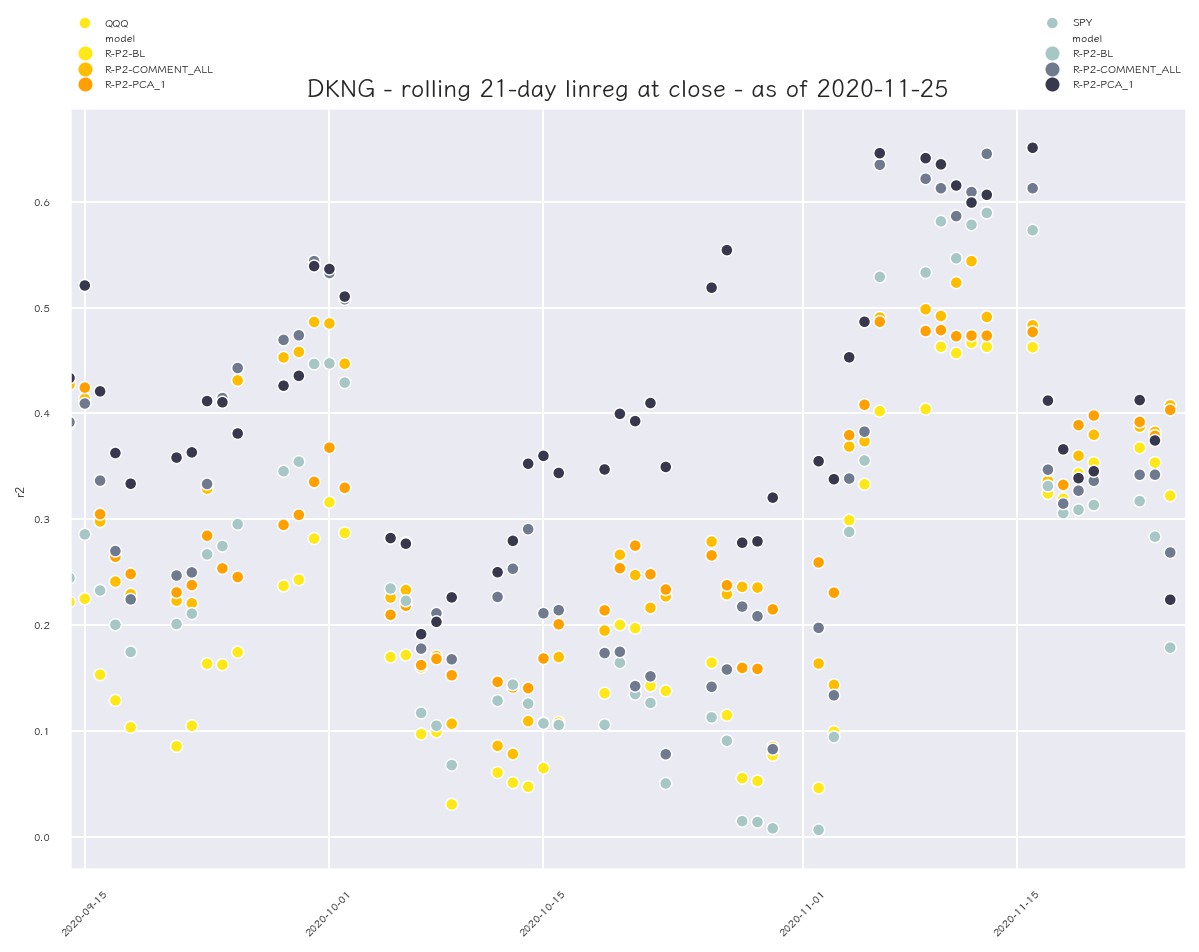 QQQ
model
R-P2-BL
R-P2-COMMENT_ALL
R-P2-PCA_1
SPY
model
R-P2-BL
R-P2-COMMENT_ALL
R-P2-PCA_1
DKNG - rolling 21-day linreg at close - as of 2020-11-25
r2
0.6
0.5
0.4
0.3
0.2
0.1
0.0
2020-09-15
2020-10-01
2020-10-15
2020-11-01
2020-11-15